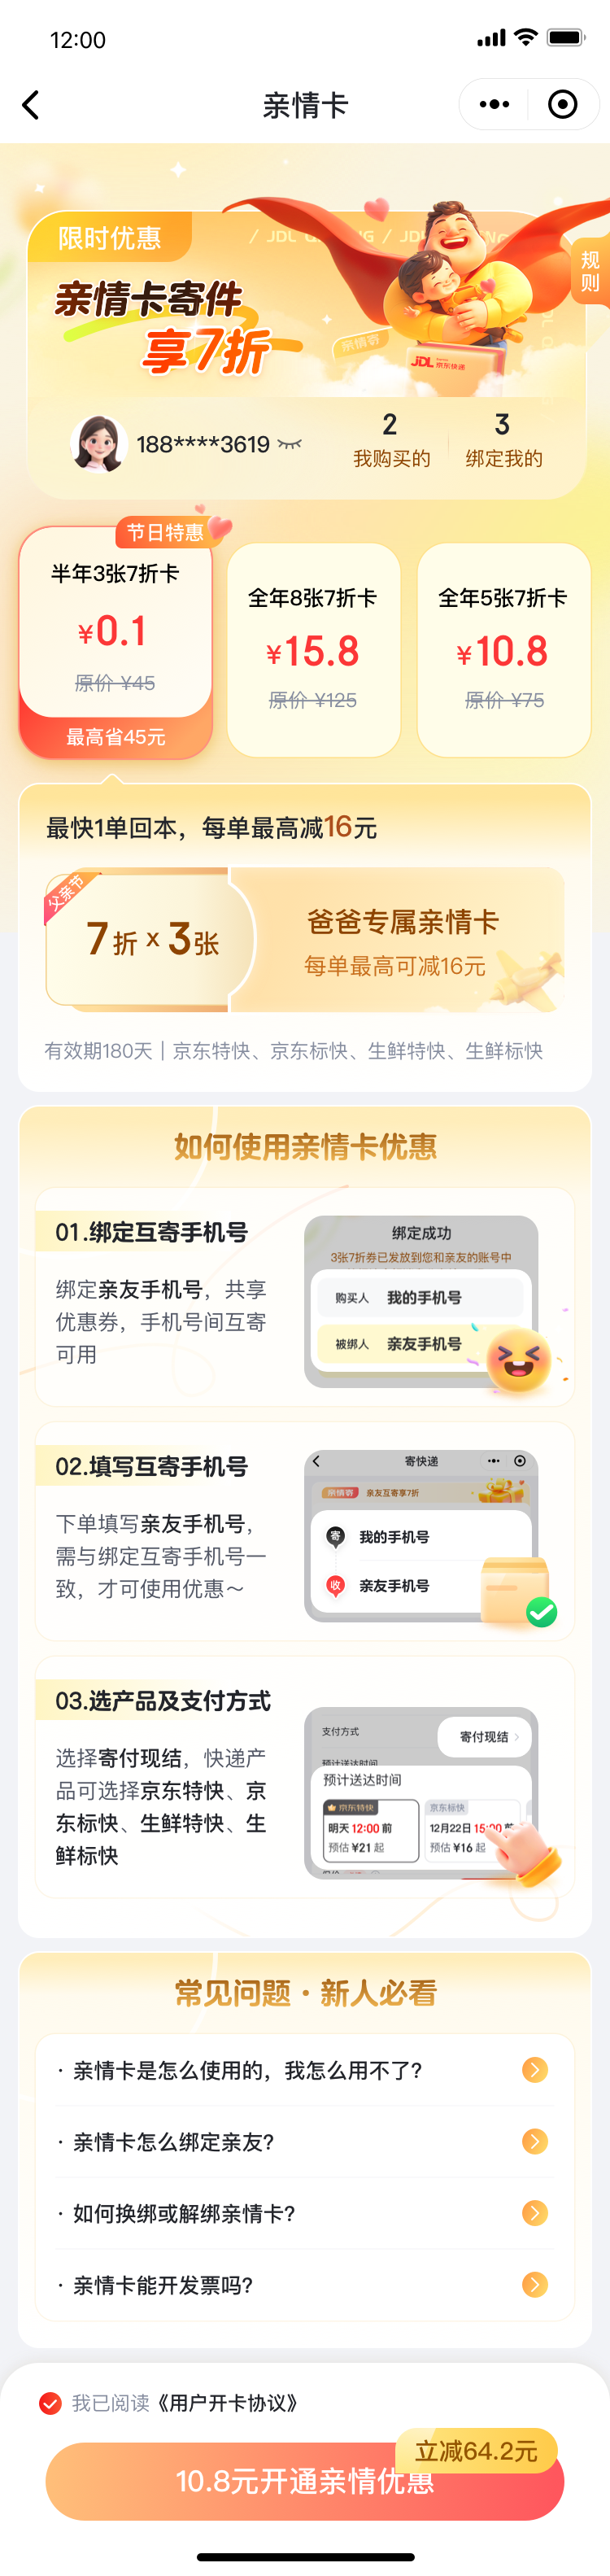 12:00
亲情卡
限时优惠
规则
亲情卡寄件
享7折
亲情寄
JDL 京东快递
188****3619
2
我购买的
3
绑定我的
节日特惠
半年3张7折卡
¥0.1
原价 ¥45
最高省45元
全年8张7折卡
¥15.8
原价 ¥125
全年5张7折卡
¥10.8
原价 ¥75
最快1单回本，每单最高减16元
父亲节
7折 x 3张
爸爸专属亲情卡
每单最高可减16元
有效期180天｜京东特快、京东标快、生鲜特快、生鲜标快
如何使用亲情卡优惠
01.绑定互寄手机号
绑定亲友手机号，共享
优惠券，手机号间互寄
可用
绑定成功
3张7折券已发放到您和亲友的账号中
购买人 我的手机号
被绑人 亲友手机号
02.填写互寄手机号
下单填写亲友手机号，
需与绑定互寄手机号一
致，才可使用优惠～
寄快递
亲情寄 亲友互寄享7折
寄 我的手机号
收 亲友手机号
03.选产品及支付方式
选择寄付现结，快递产
品可选择京东特快、京
东标快、生鲜特快、生
鲜标快
支付方式
寄付现结
预计送达时间
预计送达时间
京东特快
明天 12:00 前
预估 ¥21 起
京东标快
12月22日 15:00 前
预估 ¥16 起
常见问题·新人必看
· 亲情卡是怎么使用的，我怎么用不了?
· 亲情卡怎么绑定亲友?
· 如何换绑或解绑亲情卡?
· 亲情卡能开发票吗?
我已阅读《用户开卡协议》
立减64.2元
10.8元开通亲情优惠